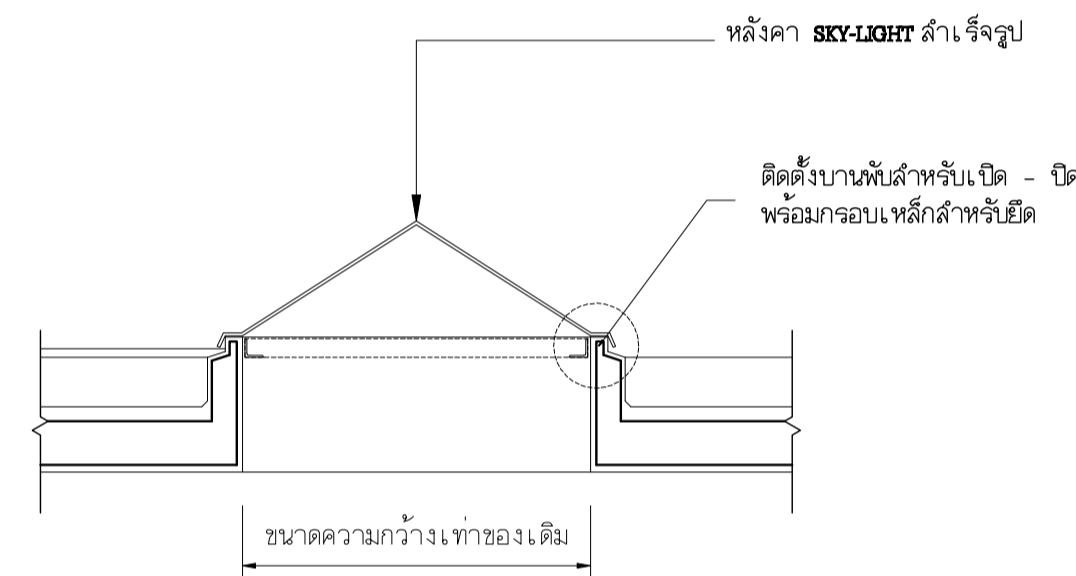 หลังคา SKY-LIGHT สำเร็จรูป
ติดตั้งบานพับสำหรับเปิด - ปิด
พร้อมกรอบเหล็กสำหรับยึด
ขนาดความกว้างเท่าของเดิม